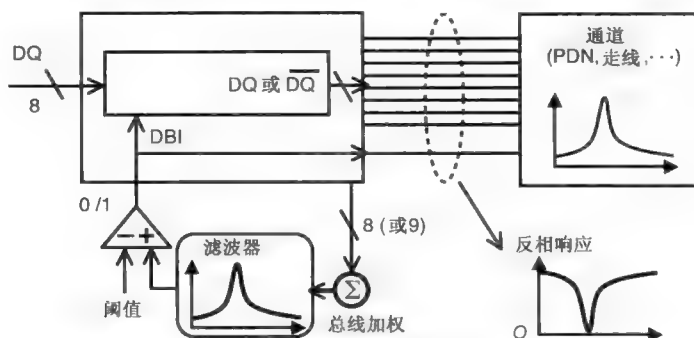 通道
(PDN,走线,···)
DQ
8
DQ 或 DQ
DBI
0/1
8 (或9)
滤波器
反相响应
阈值
Σ
总线加权
O